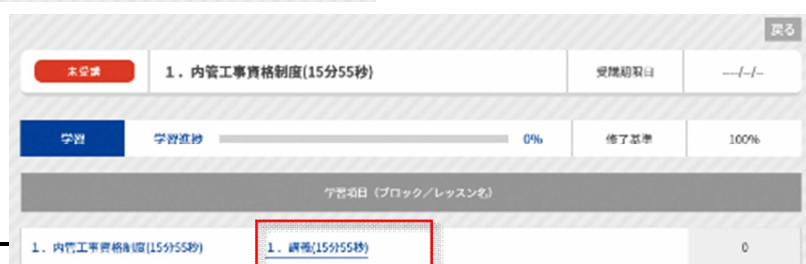 戻る
未受講 1．内管工事資格制度(15分55秒) 受講期限日 ----/--/--
学習 学習進捗 0% 修了基準 100%
学習項目（ブロック／レッスン名）
1．内管工事資格制度(15分55秒) 1．講義(15分55秒) 0